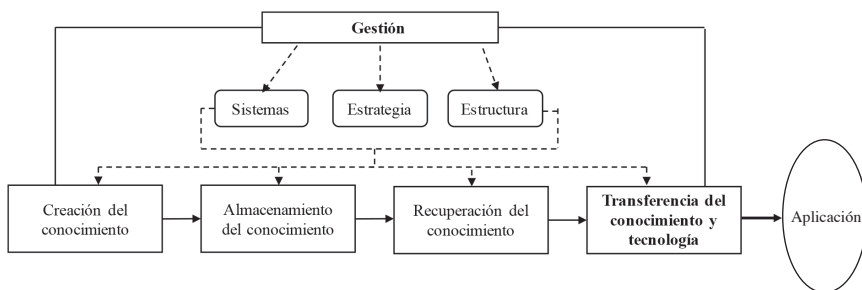 Gestión
Sistemas
Estrategia
Estructura
Creación del
conocimiento
Almacenamiento
del conocimiento
Recuperación del
conocimiento
Transferencia del
conocimiento y
tecnología
Aplicación